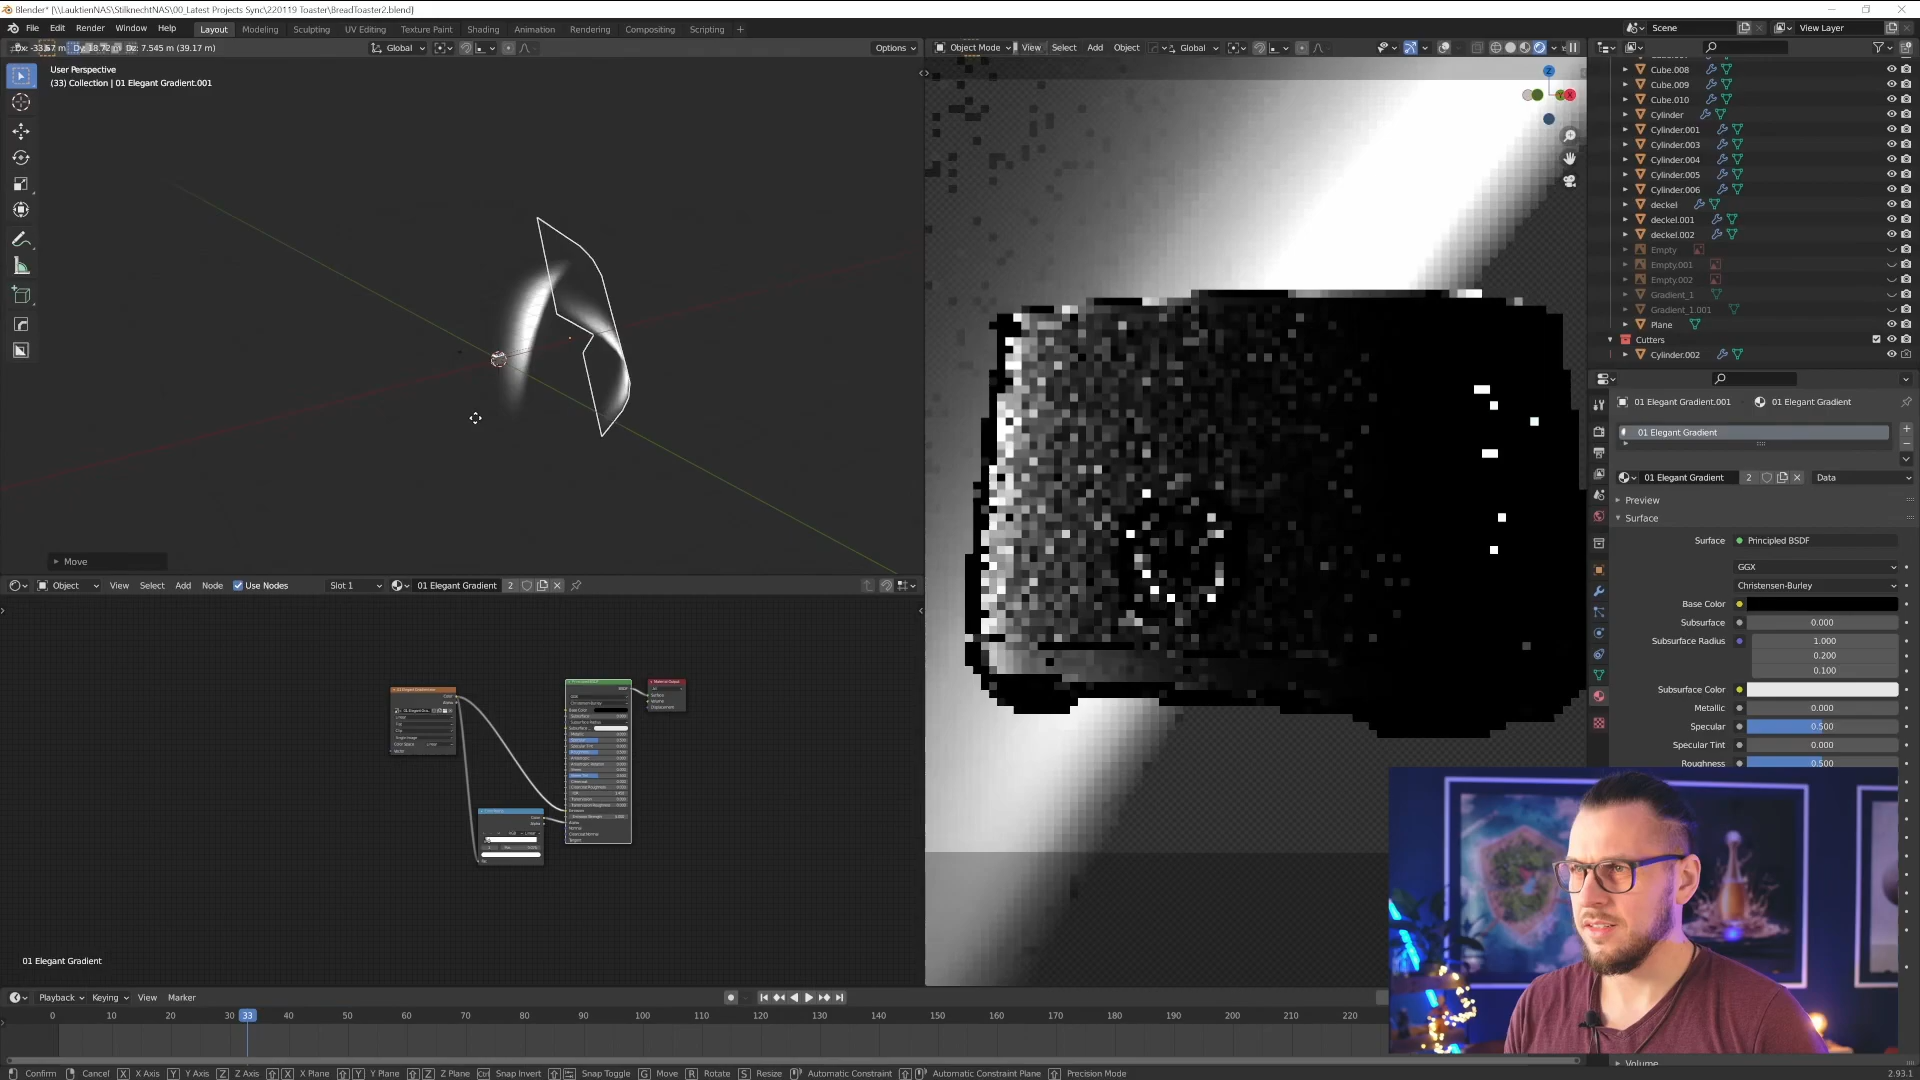 Blender* [\\LauktienNAS\StilknechtNAS\00_Latest Projects Sync\220119 Toaster\BreadToaster2.blend]
File Edit Render Window Help Layout Modeling Sculpting UV Editing Texture Paint Shading Animation Rendering Compositing Scripting
Scene View Layer
Dx: -33.57 m Dy: 18.72 m Dz: 7.545 m (39.17 m)
Global Options
Object Mode View Select Add Object Global
User Perspective
(33) Collection | 01 Elegant Gradient.001
Cube.008
Cube.009
Cube.010
Cylinder
Cylinder.001
Cylinder.003
Cylinder.004
Cylinder.005
Cylinder.006
deckel
deckel.001
deckel.002
Empty
Empty.001
Empty.002
Gradient_1
Gradient_1.001
Plane
Cutters
Cylinder.002
01 Elegant Gradient.001 01 Elegant Gradient
01 Elegant Gradient
01 Elegant Gradient 2 Data
Preview
Surface
Surface Principled BSDF
GGX
Christensen-Burley
Base Color
Subsurface 0.000
Subsurface Radius 1.000
0.200
0.100
Subsurface Color
Metallic 0.000
Specular 0.500
Specular Tint 0.000
Roughness 0.500
Volume
Move
Object View Select Add Node Use Nodes Slot 1 01 Elegant Gradient 2
01 Elegant Gradient
Playback Keying View Marker
0 10 20 30 33 40 50 60 70 80 90 100 110 120 130 140 150 160 170 180 190 200 210 220
Confirm Cancel X X Axis Y Y Axis Z Z Axis X X Plane Y Y Plane Z Z Plane Ctrl Snap Invert Snap Toggle G Move R Rotate S Resize Automatic Constraint Automatic Constraint Plane Precision Mode
2.93.1